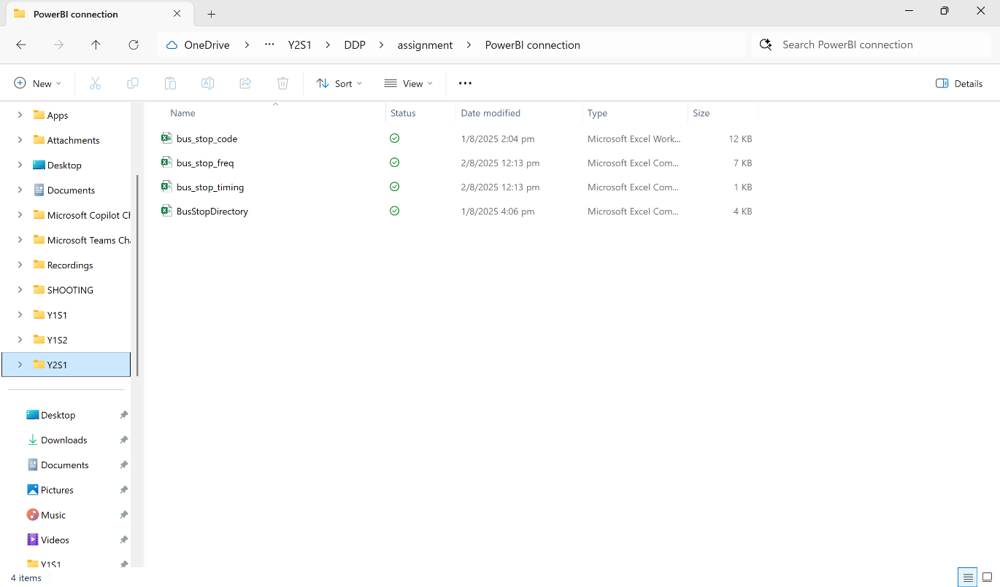 PowerBI connection
OneDrive > ... Y2S1 > DDP > assignment > PowerBI connection
Search PowerBI connection
New
Sort
View
Details
Name Status Date modified Type Size
bus_stop_code 1/8/2025 2:04 pm Microsoft Excel Work... 12 KB
bus_stop_freq 2/8/2025 12:13 pm Microsoft Excel Com... 7 KB
bus_stop_timing 2/8/2025 12:13 pm Microsoft Excel Com... 1 KB
BusStopDirectory 1/8/2025 4:06 pm Microsoft Excel Com... 4 KB
Apps
Attachments
Desktop
Documents
Microsoft Copilot Ch
Microsoft Teams Cha
Recordings
SHOOTING
Y1S1
Y1S2
Y2S1
Desktop
Downloads
Documents
Pictures
Music
Videos
Y1S1
4 items